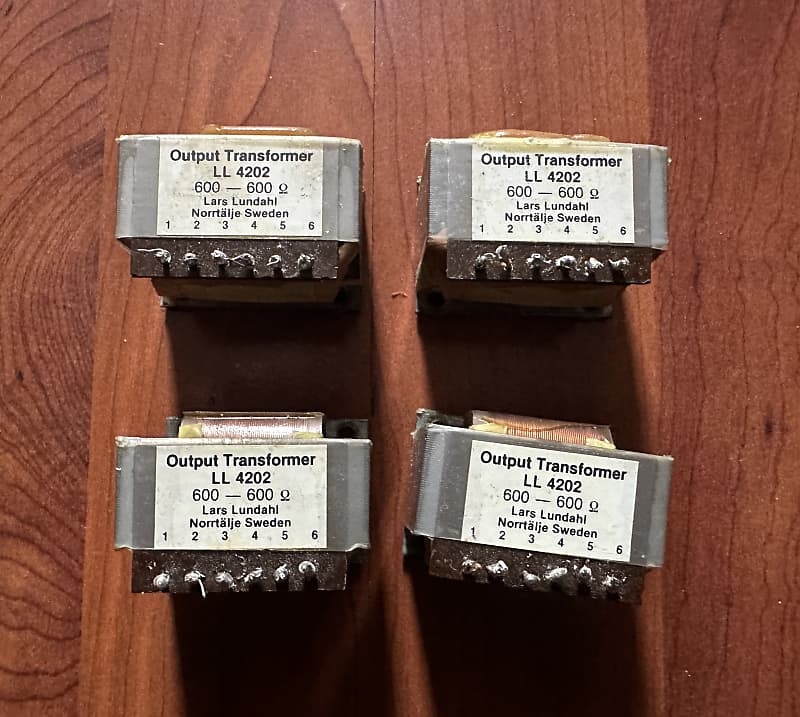 Output Transformer
LL 4202
600 — 600 Ω
Lars Lundahl
Norrtälje Sweden
1 2 3 4 5 6
Output Transformer
LL 4202
600 — 600 Ω
Lars Lundahl
Norrtälje Sweden
1 2 3 4 5 6
Output Transformer
LL 4202
600 — 600 Ω
Lars Lundahl
Norrtälje Sweden
1 2 3 4 5 6
Output Transformer
LL 4202
600 — 600 Ω
Lars Lundahl
Norrtälje Sweden
1 2 3 4 5 6